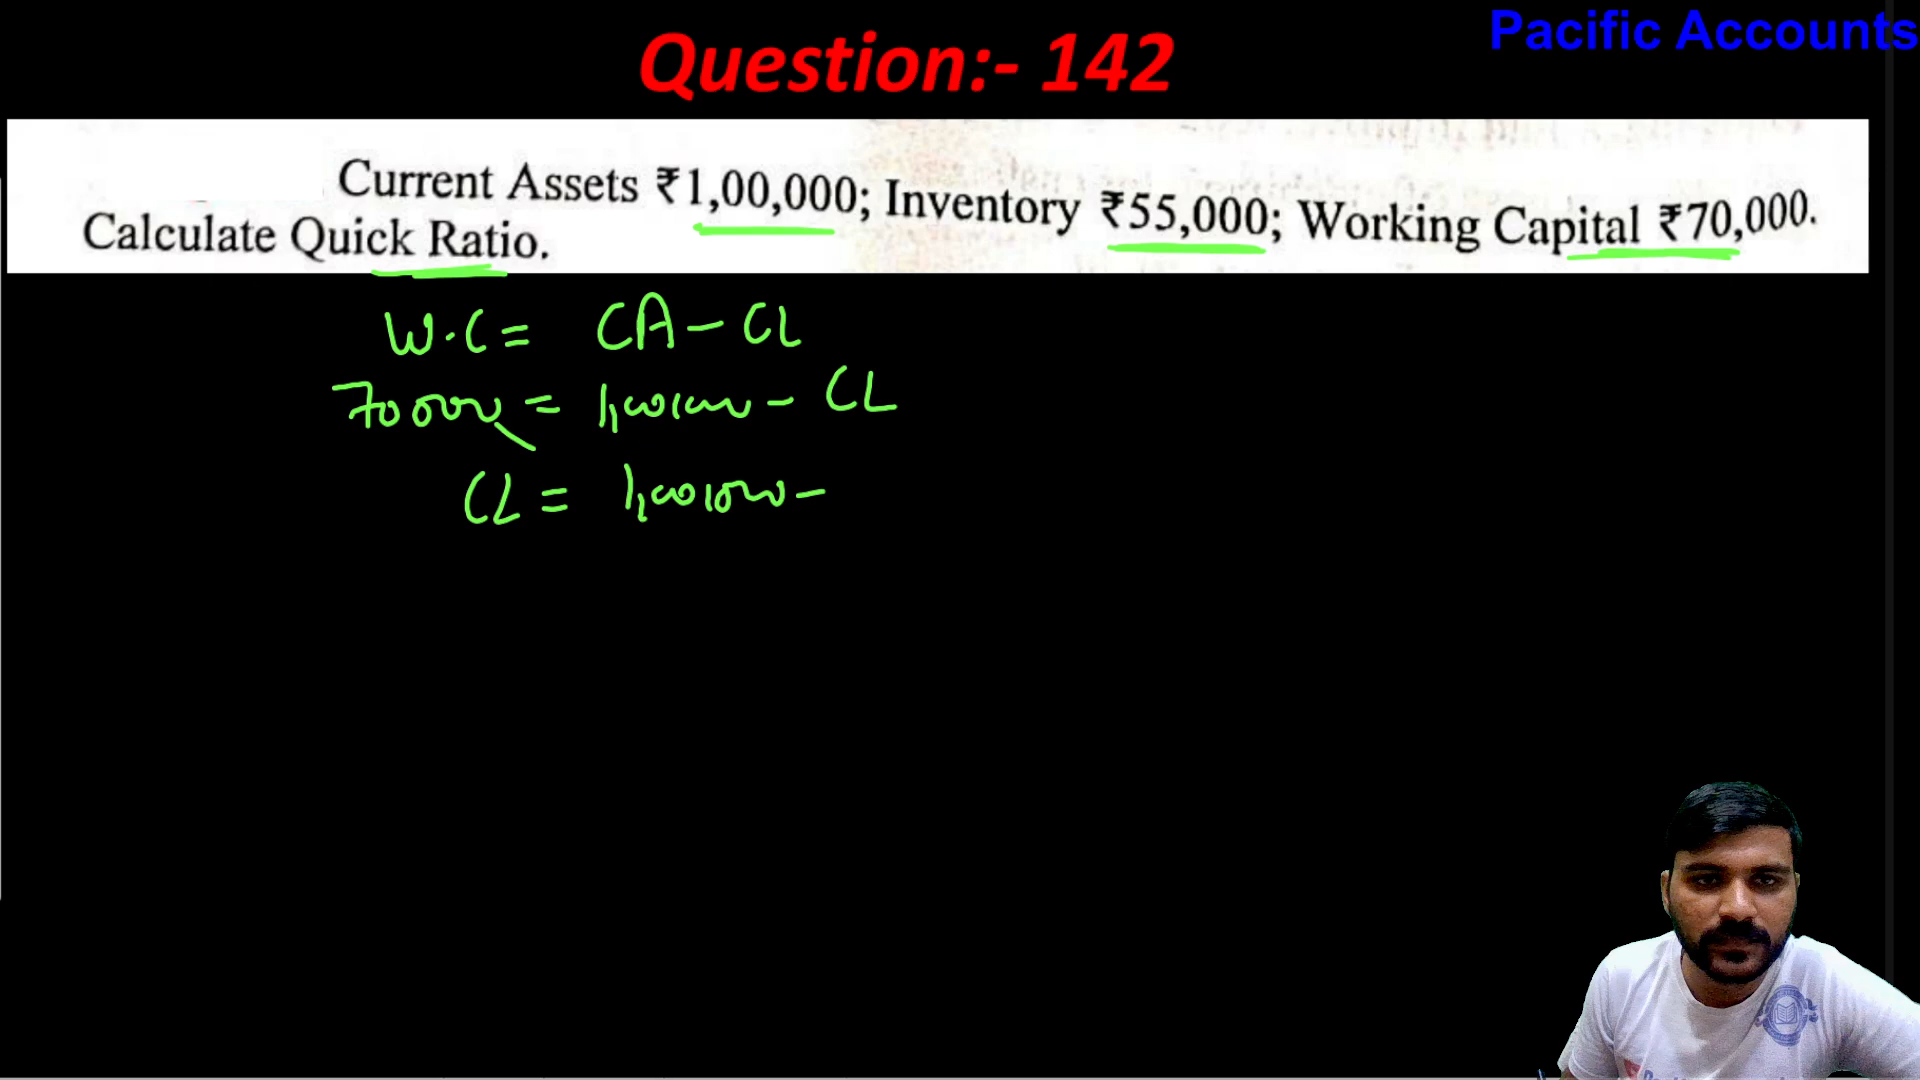 Pacific Accounts
Question:- 142
Current Assets ₹1,00,000; Inventory ₹55,000; Working Capital ₹70,000.
Calculate Quick Ratio.
W.C = CA - CL
70000 = 1,00,000 - CL
CL = 1,00,000 -